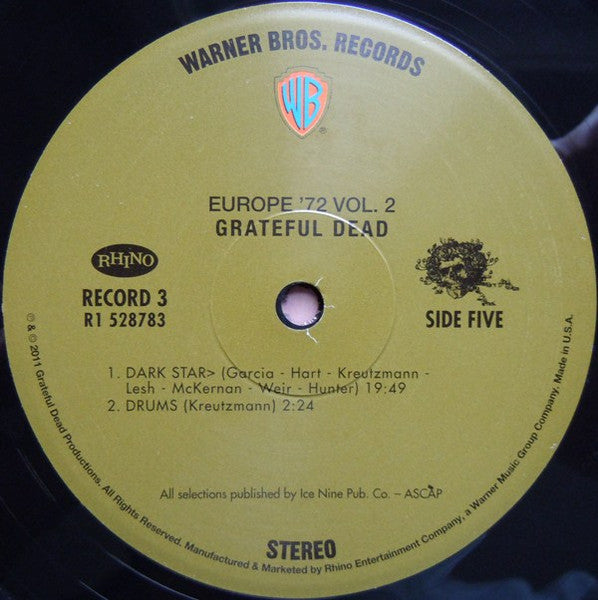 WARNER BROS. RECORDS
WB
®
EUROPE '72 VOL. 2
GRATEFUL DEAD
RHINO
RECORD 3
R1 528783
SIDE FIVE
1. DARK STAR> (Garcia - Hart - Kreutzmann -
Lesh - McKernan - Weir - Hunter) 19:49
2. DRUMS (Kreutzmann) 2:24
All selections published by Ice Nine Pub. Co. – ASCAP
STEREO
℗ & © 2011 Grateful Dead Productions. All Rights Reserved. Manufactured & Marketed by Rhino Entertainment Company, a Warner Music Group Company. Made in U.S.A.